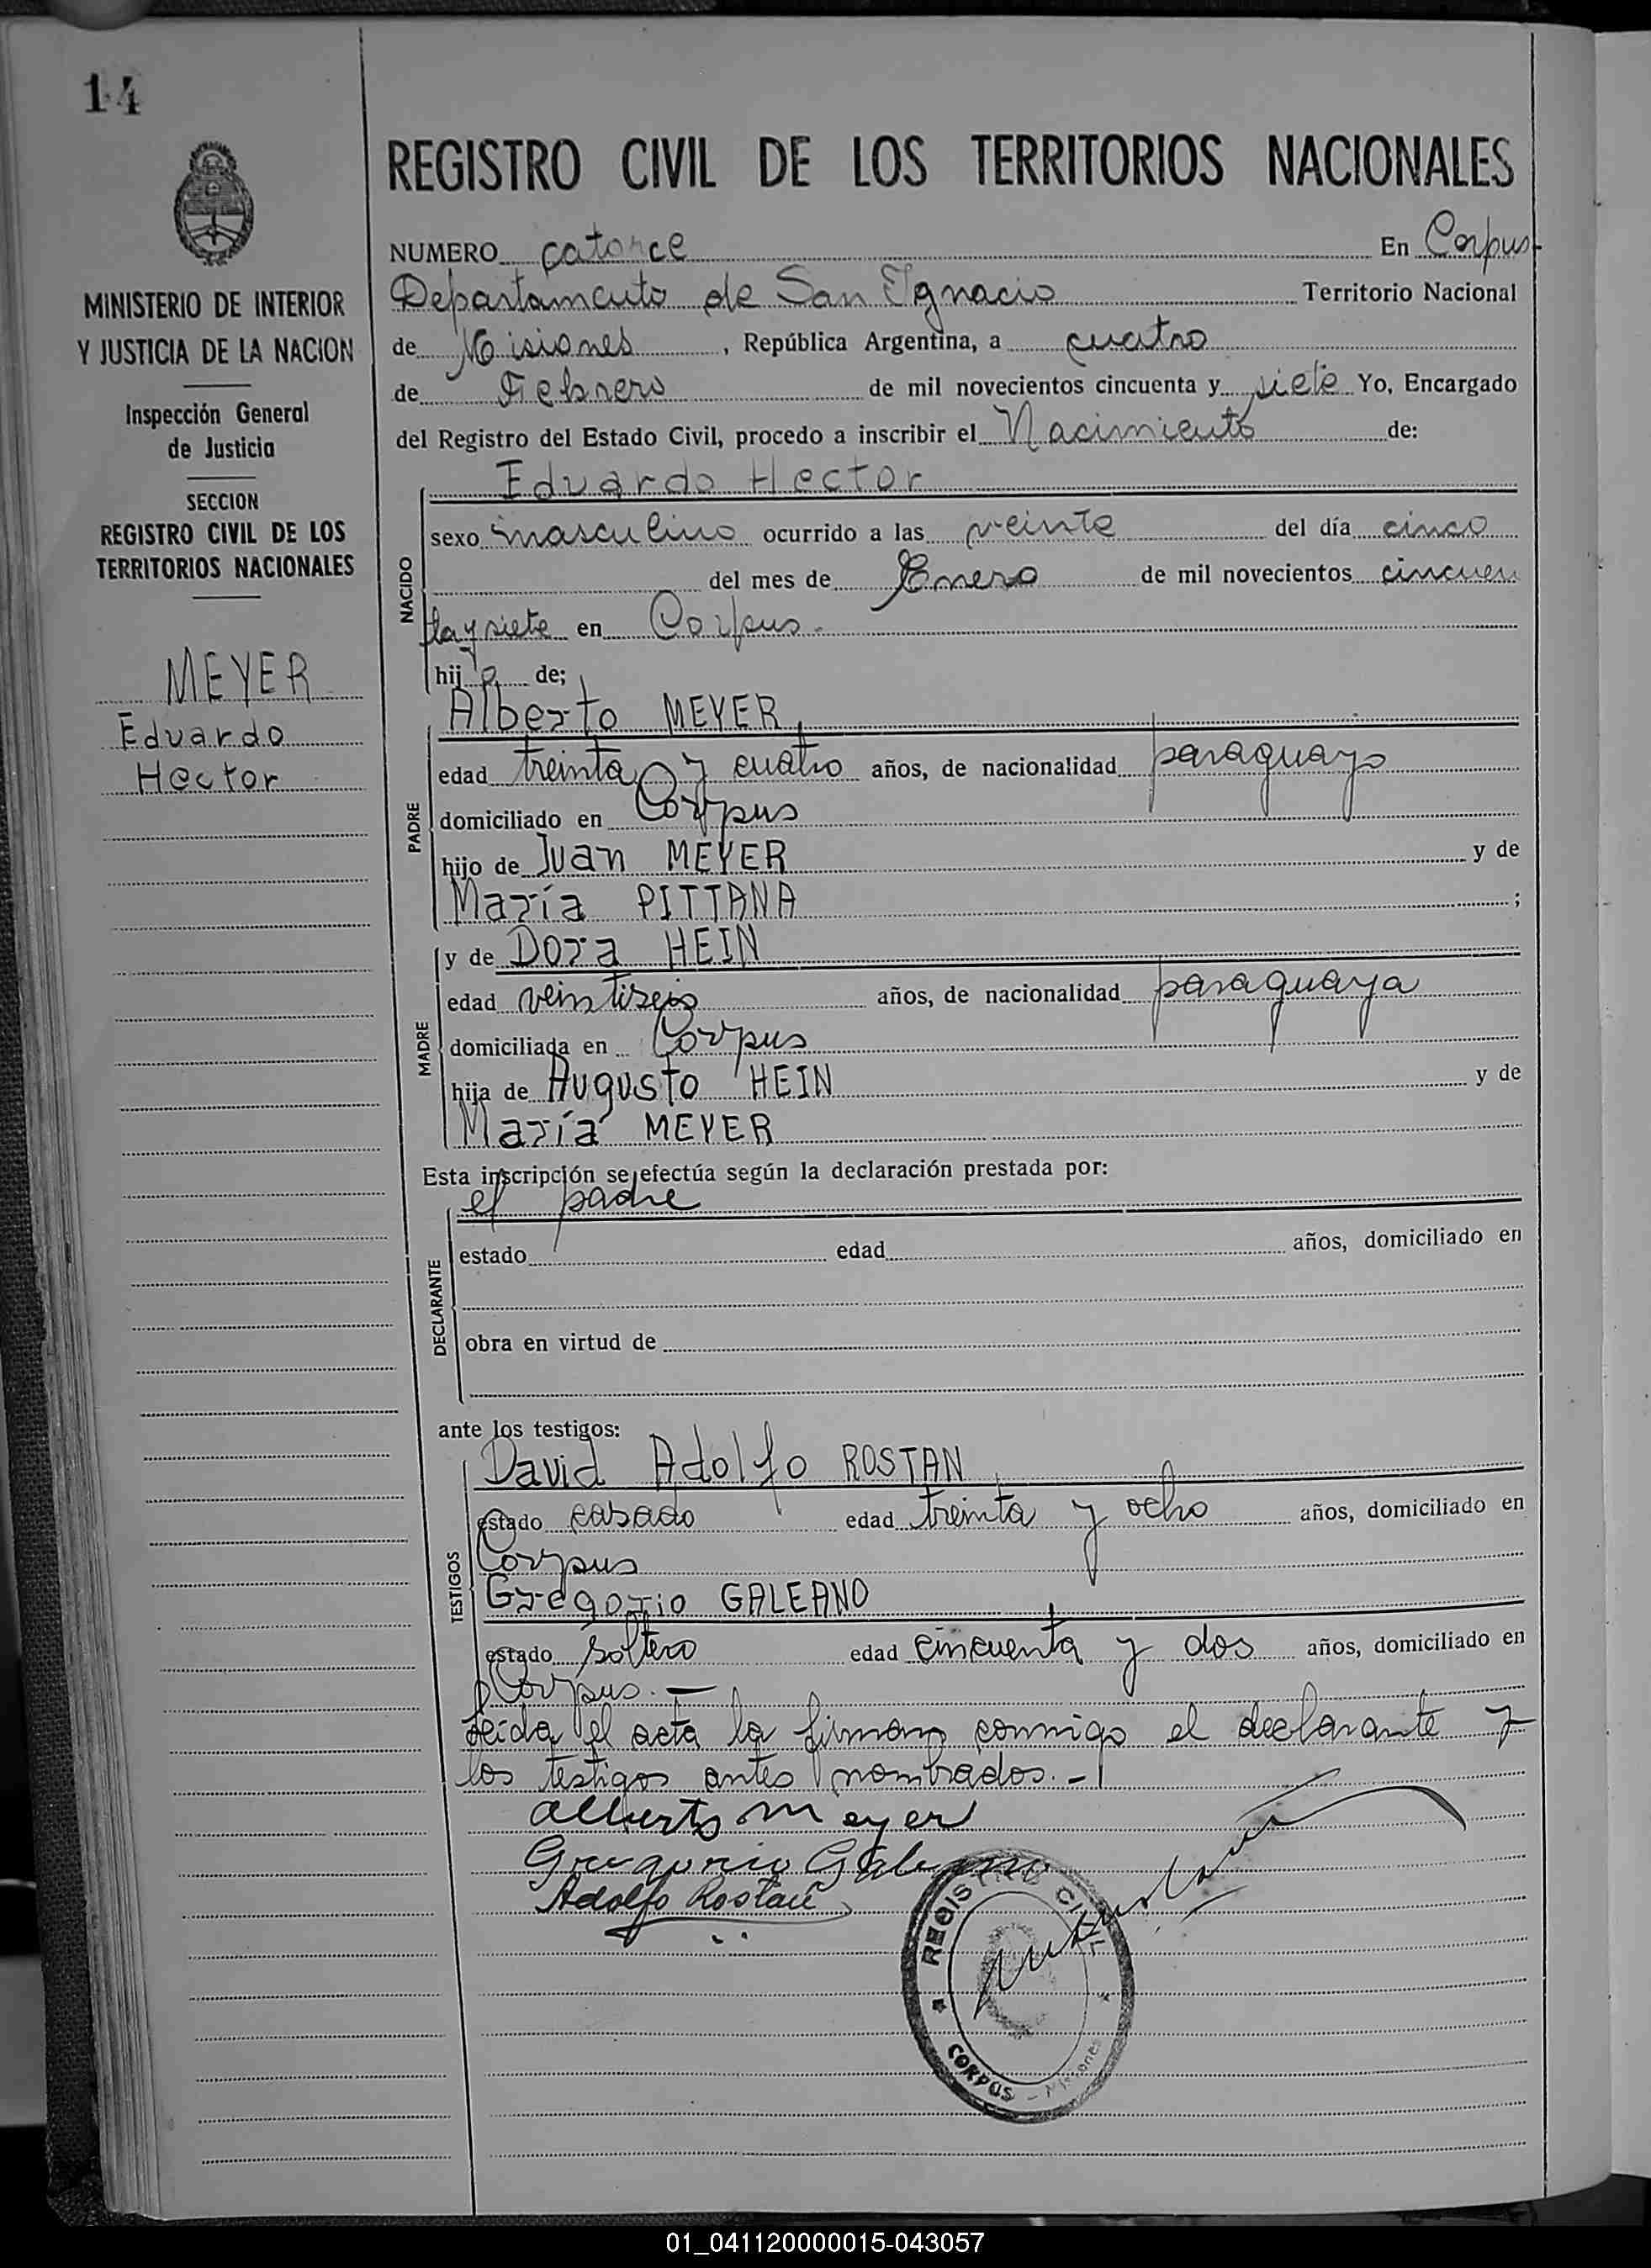 14
REGISTRO CIVIL DE LOS TERRITORIOS NACIONALES
MINISTERIO DE INTERIOR
Y JUSTICIA DE LA NACION
Inspección General
de Justicia
SECCION
REGISTRO CIVIL DE LOS
TERRITORIOS NACIONALES
MEYER
Eduardo
Hector
NUMERO catorce En Corpus
Departamento de San Ignacio Territorio Nacional
de Misiones, República Argentina, a cuatro
de Febrero de mil novecientos cincuenta y siete Yo, Encargado
del Registro del Estado Civil, procedo a inscribir el Nacimiento de:
NACIDO
Eduardo Hector
sexo masculino ocurrido a las veinte del día cinco
del mes de Enero de mil novecientos cincuen
ta y siete en Corpus.
hijo de;
PADRE
Alberto MEYER,
edad treinta y cuatro años, de nacionalidad paraguayo
domiciliado en Corpus
hijo de Juan MEYER y de
María PITTANA ;
MADRE
y de Dora HEIN
edad veintiseis años, de nacionalidad paraguaya
domiciliada en Corpus
hija de Augusto HEIN y de
María MEYER
Esta inscripción se efectúa según la declaración prestada por:
DECLARANTE
el padre
estado edad años, domiciliado en
obra en virtud de
ante los testigos:
TESTIGOS
David Adolfo ROSTAN
estado casado edad treinta y ocho años, domiciliado en
Corpus
Gregorio GALEANO
estado soltero edad cincuenta y dos años, domiciliado en
Corpus.-
Leída el acta la firman conmigo el declarante y
los testigos antes nombrados.-
Alberto Meyer
Gregorio Galeano
Adolfo Rostan
REGISTRO CIVIL
CORPUS - Misiones
01_041120000015-043057